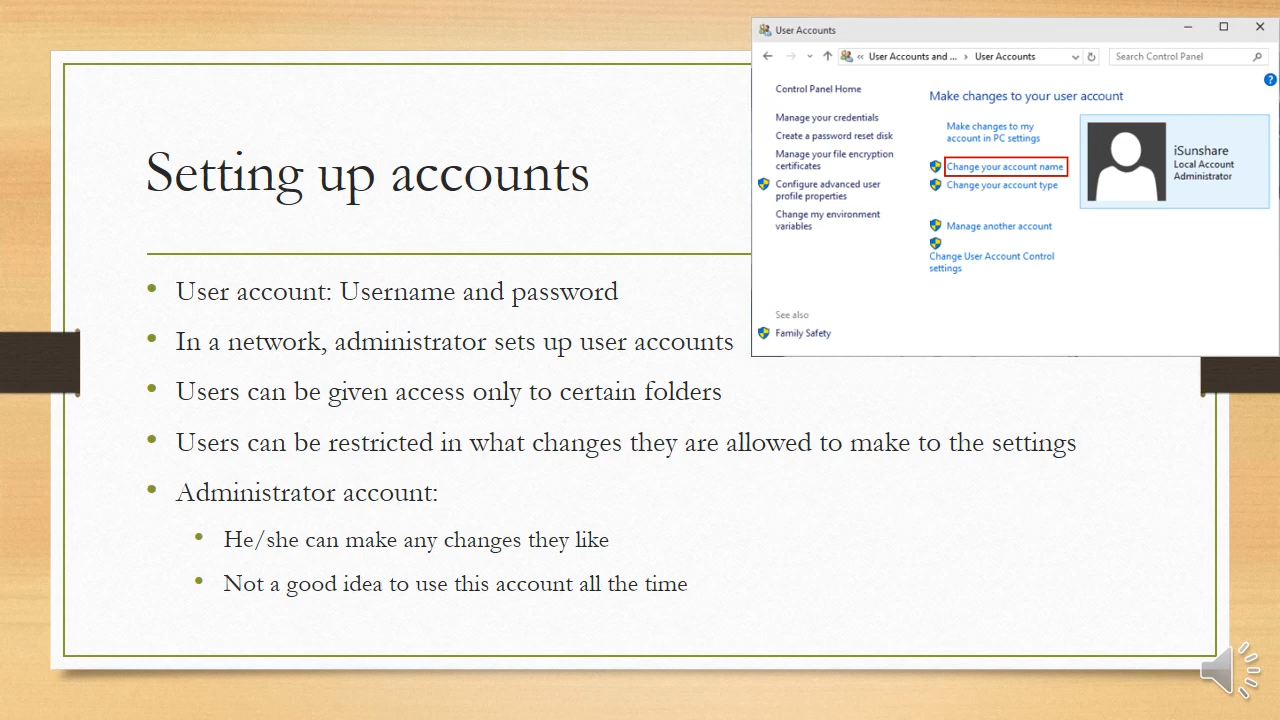 Setting up accounts
• User account: Username and password
• In a network, administrator sets up user accounts
• Users can be given access only to certain folders
• Users can be restricted in what changes they are allowed to make to the settings
• Administrator account:
• He/she can make any changes they like
• Not a good idea to use this account all the time
User Accounts
« User Accounts and ... › User Accounts
Search Control Panel
Control Panel Home
Manage your credentials
Create a password reset disk
Manage your file encryption
certificates
Configure advanced user
profile properties
Change my environment
variables
See also
Family Safety
Make changes to your user account
Make changes to my
account in PC settings
Change your account name
Change your account type
Manage another account
Change User Account Control
settings
iSunshare
Local Account
Administrator
?